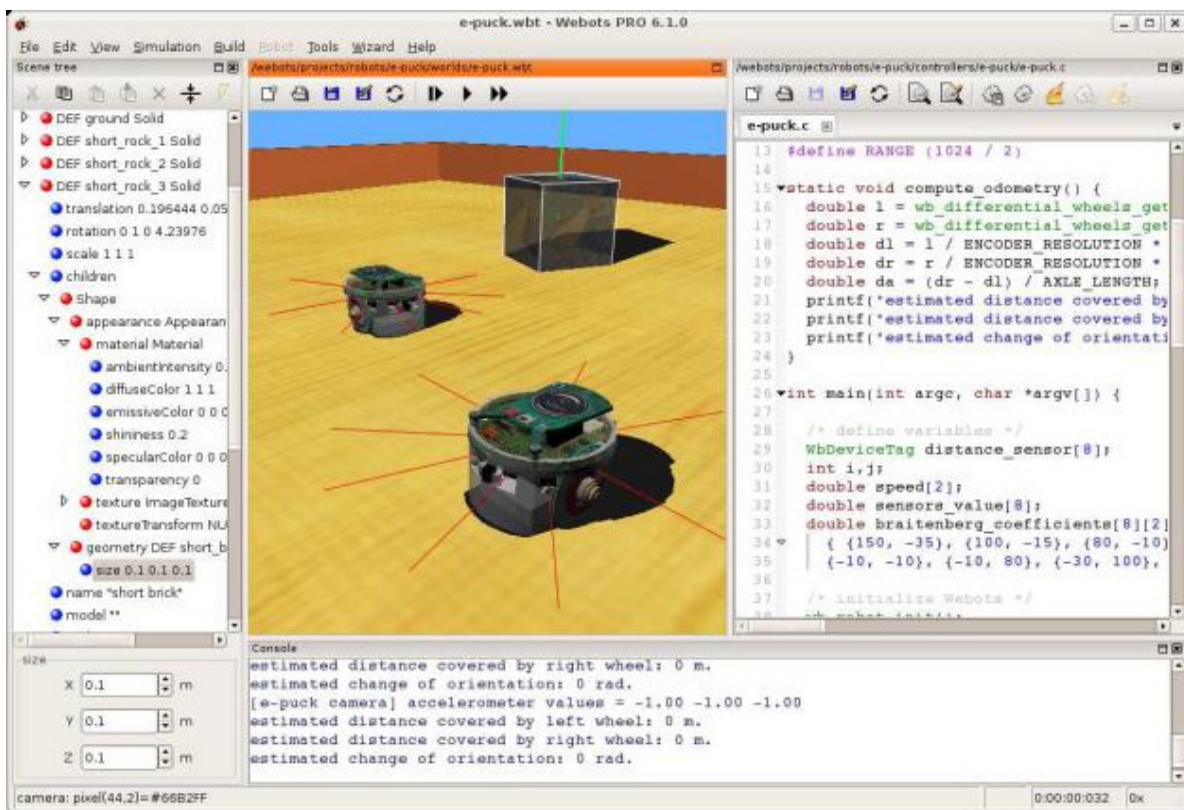 e-puck.wbt - Webots PRO 6.1.0
File Edit View Simulation Build Robot Tools Wizard Help
Scene tree
DEF ground Solid
DEF short_rock_1 Solid
DEF short_rock_2 Solid
DEF short_rock_3 Solid
translation 0.196444 0.05
rotation 0 1 0 4.23976
scale 1 1 1
children
Shape
appearance Appearan
material Material
ambientIntensity 0.
diffuseColor 1 1 1
emissiveColor 0 0 0
shininess 0.2
specularColor 0 0 0
transparency 0
texture ImageTexture
textureTransform NU
geometry DEF short_b
size 0.1 0.1 0.1
name "short brick"
model ""
size
X 0.1 m
Y 0.1 m
Z 0.1 m
/webots/projects/robots/e-puck/worlds/e-puck.wbt
/webots/projects/robots/e-puck/controllers/e-puck/e-puck.c
e-puck.c
13 #define RANGE (1024 / 2)
14
15 static void compute_odometry() {
16 double l = wb_differential_wheels_get
17 double r = wb_differential_wheels_get
18 double dl = l / ENCODER_RESOLUTION *
19 double dr = r / ENCODER_RESOLUTION *
20 double da = (dr - dl) / AXLE_LENGTH;
21 printf("estimated distance covered by
22 printf("estimated distance covered by
23 printf("estimated change of orientati
24 }
25
26 int main(int argc, char *argv[]) {
27
28 /* define variables */
29 WbDeviceTag distance_sensor[8];
30 int i,j;
31 double speed[2];
32 double sensors_value[8];
33 double braitenberg_coefficients[8][2]
34 { {150, -35}, {100, -15}, {80, -10}
35 {-10, -10}, {-10, 80}, {-30, 100},
36
37 /* initialize Webots */
Console
estimated distance covered by right wheel: 0 m.
estimated change of orientation: 0 rad.
[e-puck camera] accelerometer values = -1.00 -1.00 -1.00
estimated distance covered by left wheel: 0 m.
estimated distance covered by right wheel: 0 m.
estimated change of orientation: 0 rad.
camera: pixel(44,2)=#66B2FF
0:00:00:032 0x